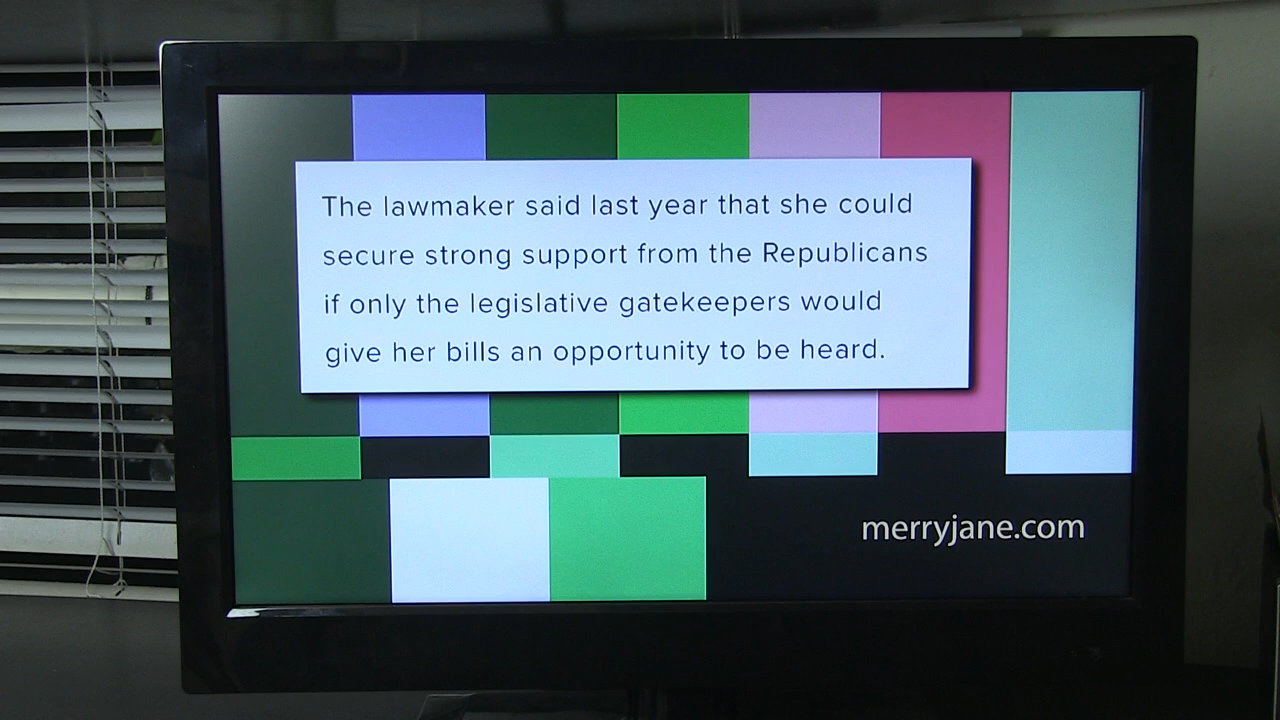 The lawmaker said last year that she could
secure strong support from the Republicans
if only the legislative gatekeepers would
give her bills an opportunity to be heard.
merryjane.com